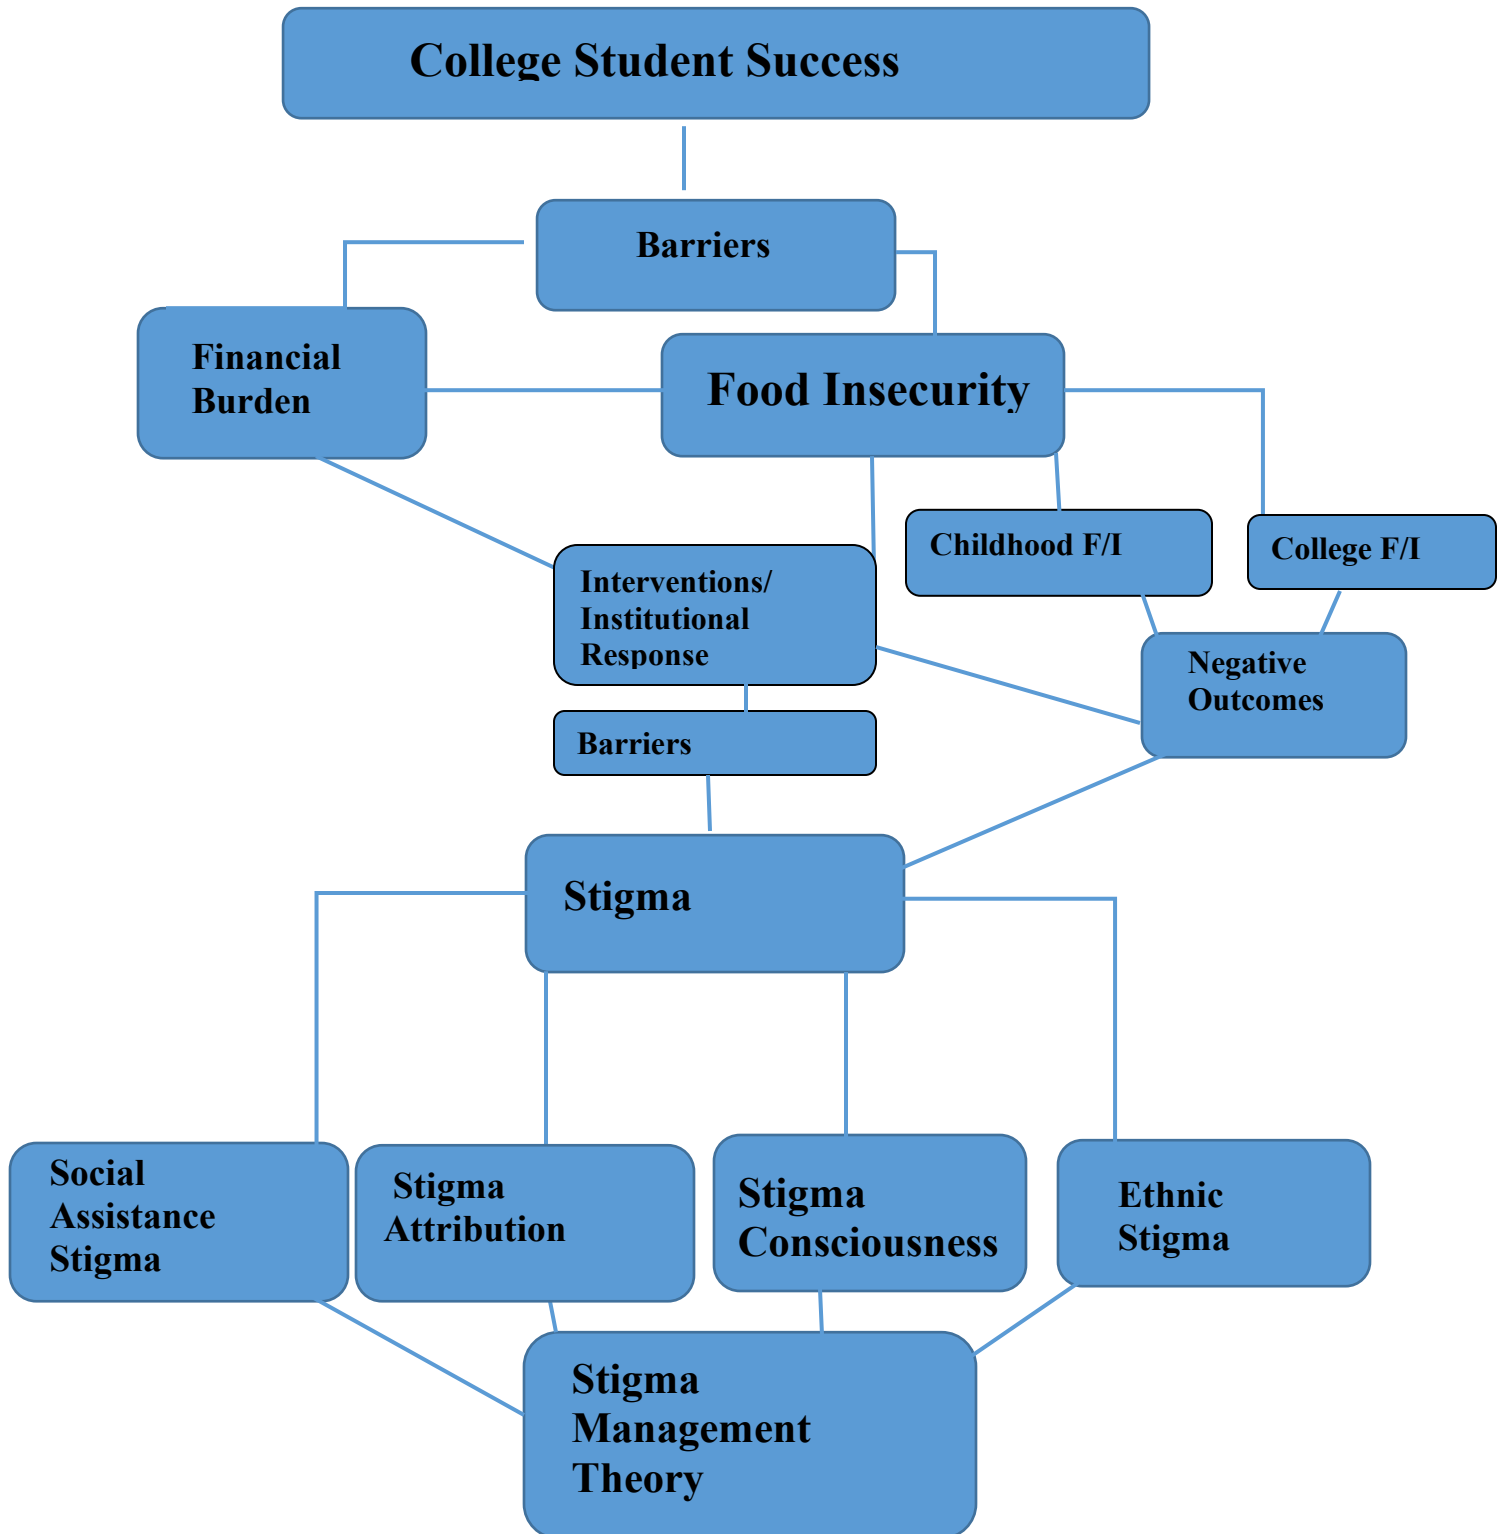 College Student Success
Barriers
Financial
Burden
Food Insecurity
Childhood F/I
College F/I
Interventions/
Institutional
Response
Negative
Outcomes
Barriers
Stigma
Social
Assistance
Stigma
Stigma
Attribution
Stigma
Consciousness
Ethnic
Stigma
Stigma
Management
Theory